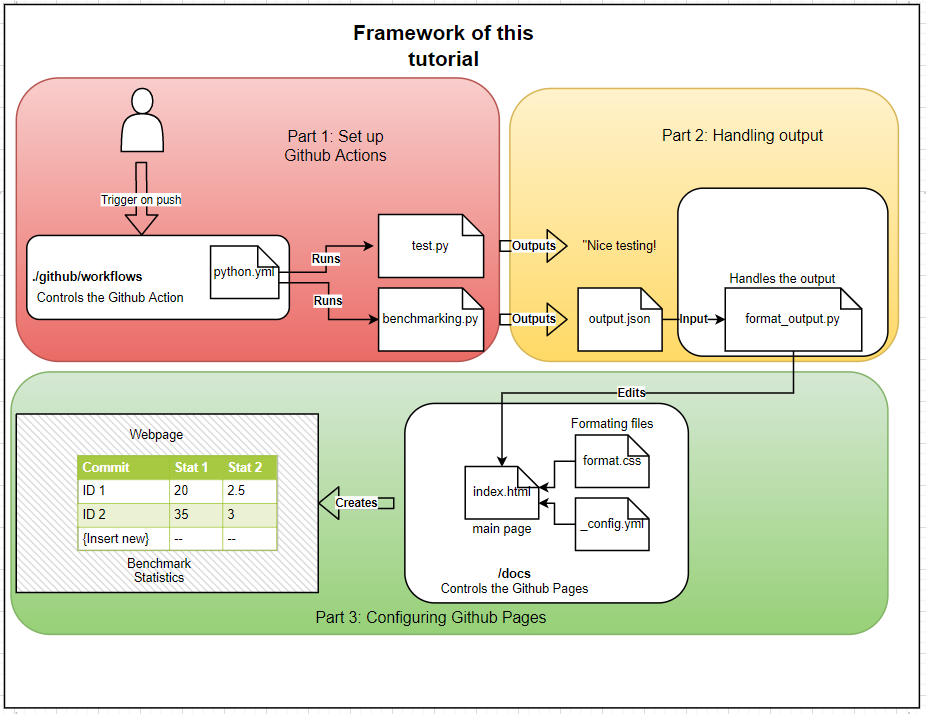 Framework of this
tutorial
Part 1: Set up
Github Actions
Trigger on push
./github/workflows
Controls the Github Action
python.yml
Runs
Runs
test.py
benchmarking.py
Part 2: Handling output
Outputs
"Nice testing!
Outputs
output.json
Input
Handles the output
format_output.py
Edits
Webpage
Commit Stat 1 Stat 2
ID 1 20 2.5
ID 2 35 3
{Insert new} -- --
Benchmark
Statistics
Creates
Formating files
format.css
index.html
main page
_config.yml
/docs
Controls the Github Pages
Part 3: Configuring Github Pages